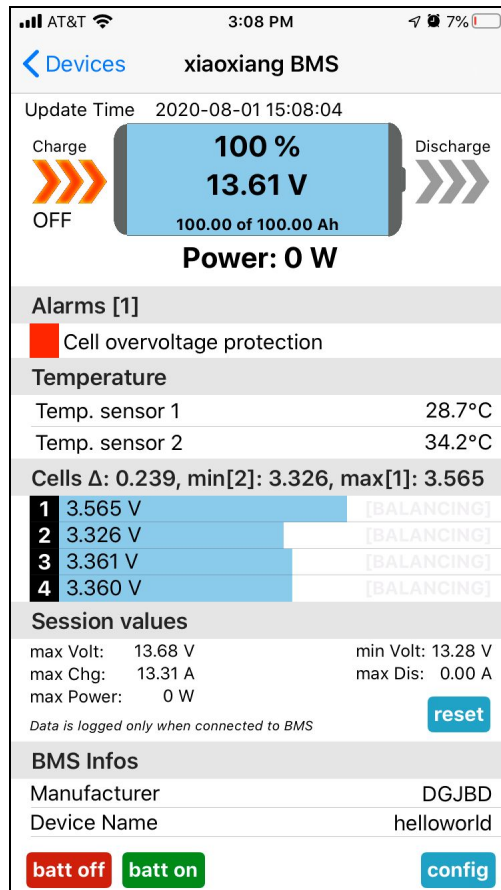 AT&T 3:08 PM 7%
Devices xiaoxiang BMS
Update Time 2020-08-01 15:08:04
Charge 100 % Discharge
13.61 V
OFF 100.00 of 100.00 Ah
Power: 0 W
Alarms [1]
Cell overvoltage protection
Temperature
Temp. sensor 1 28.7°C
Temp. sensor 2 34.2°C
Cells Δ: 0.239, min[2]: 3.326, max[1]: 3.565
1 3.565 V [BALANCING]
2 3.326 V [BALANCING]
3 3.361 V [BALANCING]
4 3.360 V [BALANCING]
Session values
max Volt: 13.68 V min Volt: 13.28 V
max Chg: 13.31 A max Dis: 0.00 A
max Power: 0 W
Data is logged only when connected to BMS reset
BMS Infos
Manufacturer DGJBD
Device Name helloworld
batt off batt on config